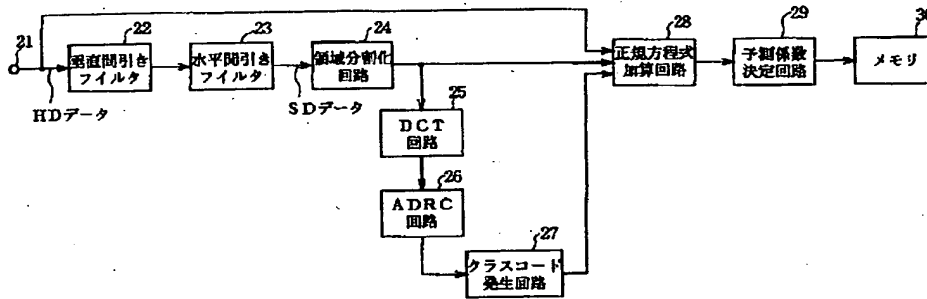 21
HDデータ
22
垂直間引き
フィルタ
23
水平間引き
フィルタ
SDデータ
24
領域分割化
回路
25
DCT
回路
26
ADRC
回路
27
クラスコード
発生回路
28
正規方程式
加算回路
29
予測係数
決定回路
30
メモリ